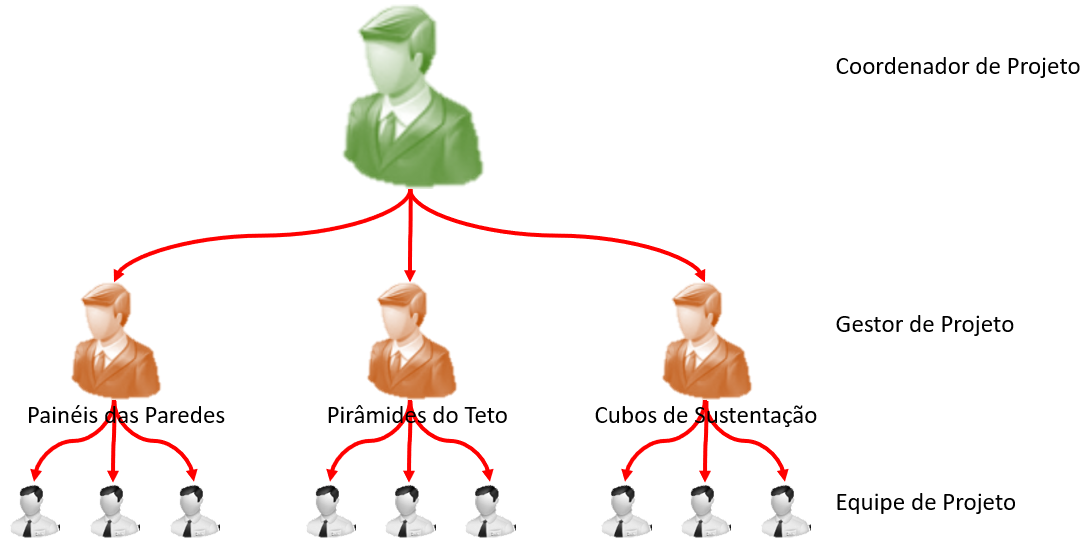 Coordenador de Projeto
Gestor de Projeto
Painéis das Paredes
Pirâmides do Teto
Cubos de Sustentação
Equipe de Projeto